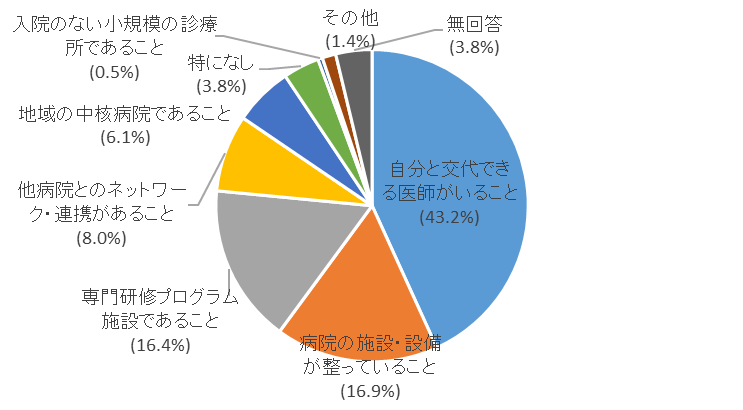 入院のない小規模の診療
所であること
(0.5%)
その他
(1.4%)
無回答
(3.8%)
特になし
(3.8%)
地域の中核病院であること
(6.1%)
自分と交代でき
る医師がいること
(43.2%)
他病院とのネットワー
ク・連携があること
(8.0%)
専門研修プログラム
施設であること
(16.4%)
病院の施設・設備
が整っていること
(16.9%)